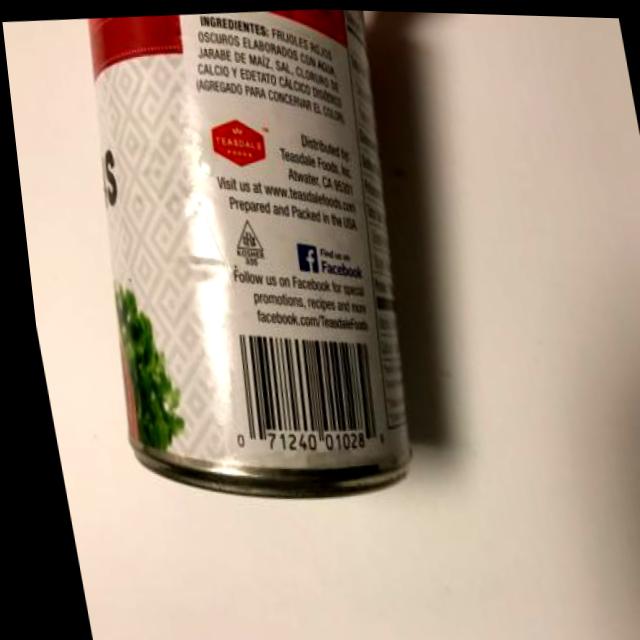 INGREDIENTES: FRIJOLES ROJOS
OSCUROS ELABORADOS CON AGUA,
JARABE DE MAÍZ, SAL, CLORURO DE
CALCIO Y EDETATO CÁLCICO DISÓDICO
(AGREGADO PARA CONSERVAR EL COLOR).
TEASDALE
Distributed by:
Teasdale Foods, Inc.
Atwater, CA 95301
Visit us at www.teasdalefoods.com
Prepared and Packed in the USA
KOSHER
Find us on
Facebook
Follow us on Facebook for special
promotions, recipes and more
facebook.com/TeasdaleFoods
S
0 71240 01028